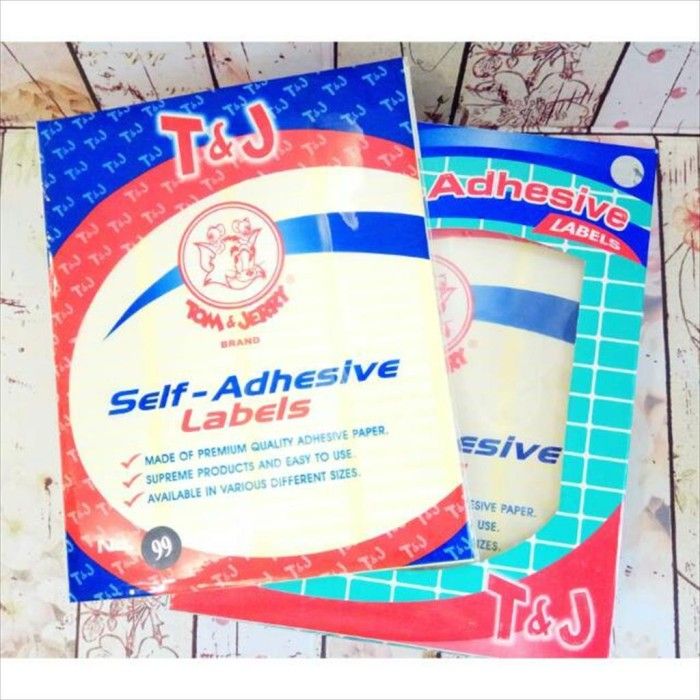 T&J
TOM & JERRY
®
BRAND
Self-Adhesive
Labels
MADE OF PREMIUM QUALITY ADHESIVE PAPER.
SUPREME PRODUCTS AND EASY TO USE.
AVAILABLE IN VARIOUS DIFFERENT SIZES.
99
Adhesive
LABELS
JERRY
®
esive
ESIVE PAPER.
USE.
IZES.
T&J